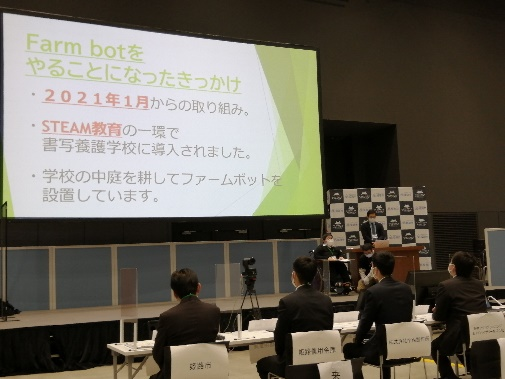 Farm botを
やることになったきっかけ
・２０２１年１月からの取り組み。
・STEAM教育の一環で
書写養護学校に導入されました。
・学校の中庭を耕してファームボットを
設置しています。
姫路市